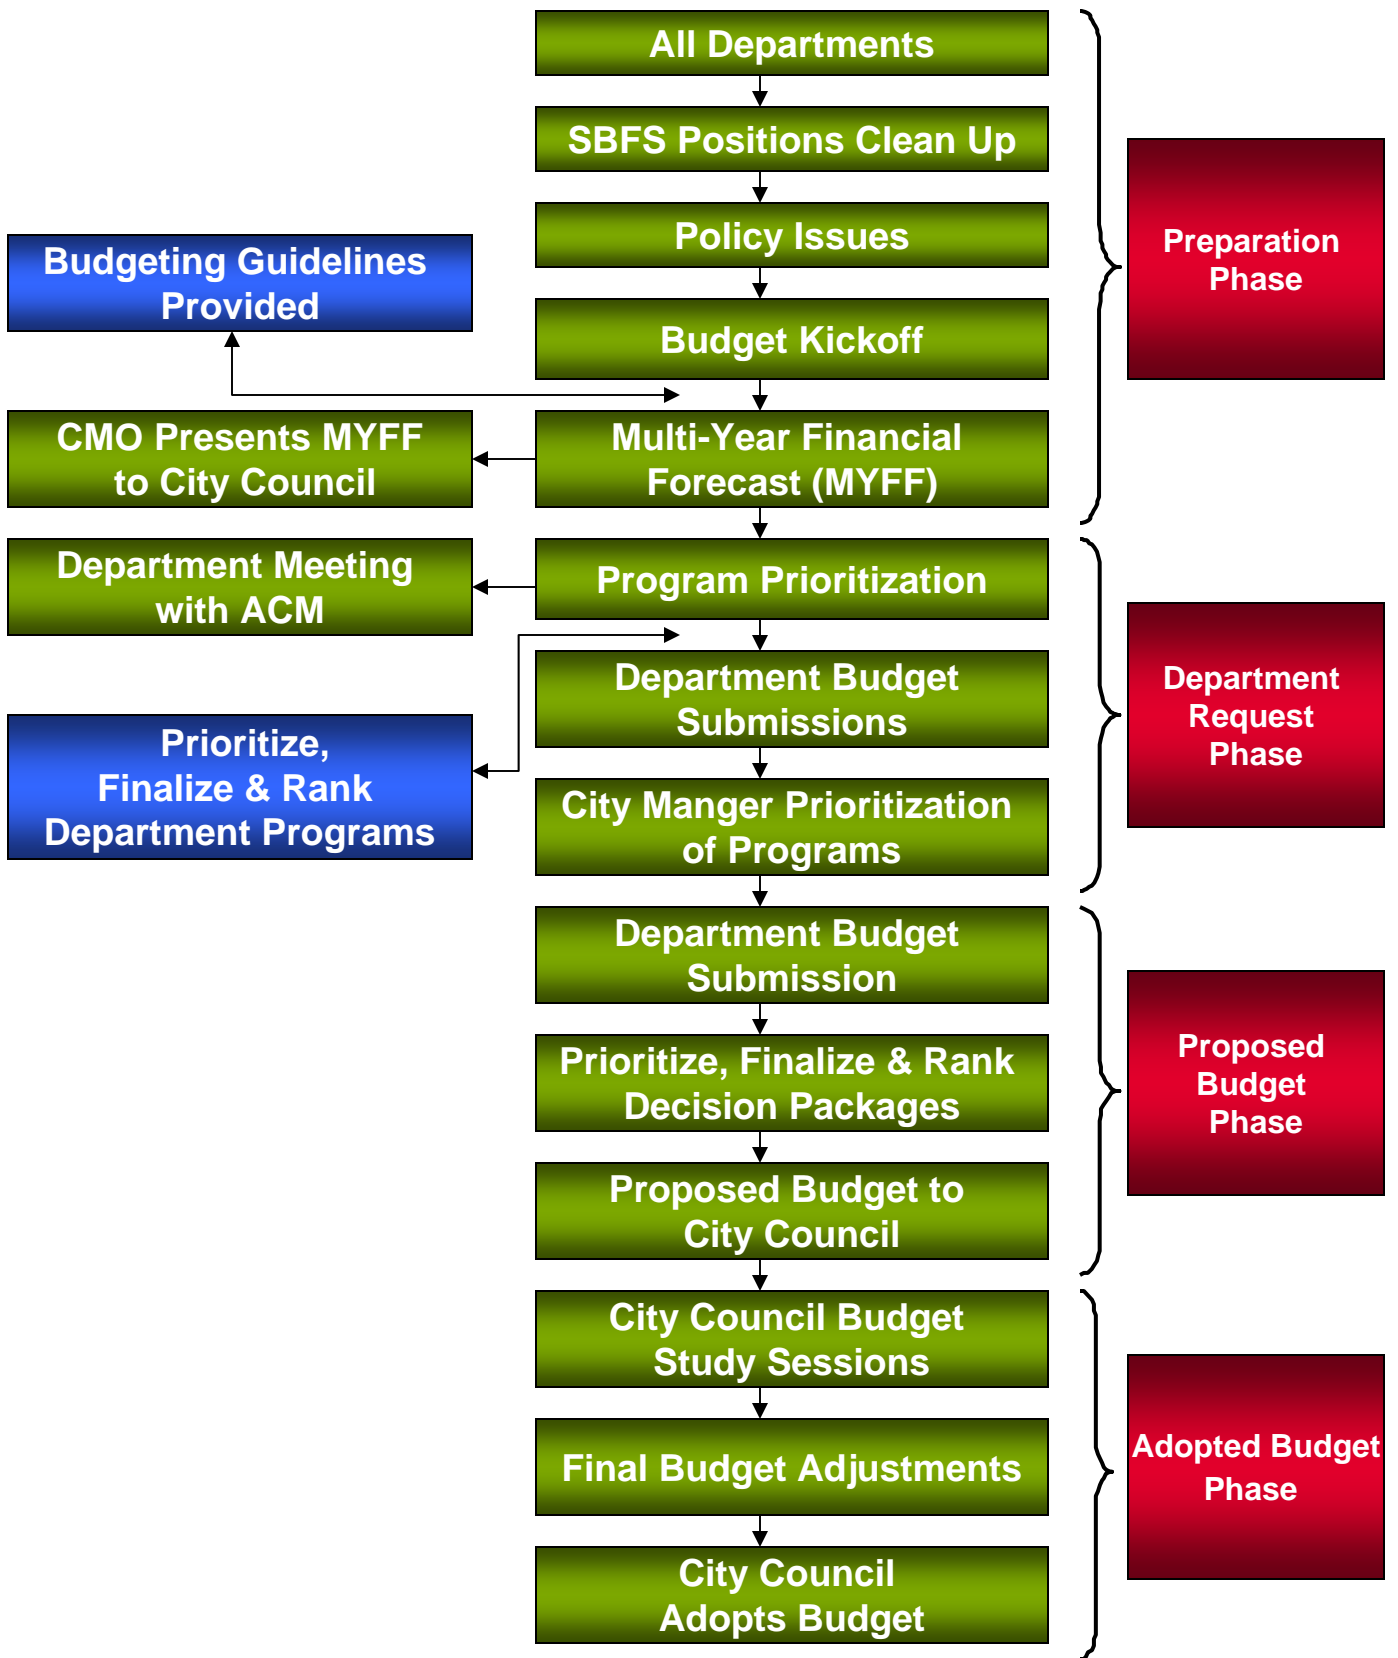 All Departments
SBFS Positions Clean Up
Policy Issues
Budget Kickoff
Budgeting Guidelines
Provided
Multi-Year Financial
Forecast (MYFF)
CMO Presents MYFF
to City Council
Preparation
Phase
Program Prioritization
Department Meeting
with ACM
Department Budget
Submissions
Prioritize,
Finalize & Rank
Department Programs
City Manger Prioritization
of Programs
Department
Request
Phase
Department Budget
Submission
Prioritize, Finalize & Rank
Decision Packages
Proposed Budget to
City Council
Proposed
Budget
Phase
City Council Budget
Study Sessions
Final Budget Adjustments
City Council
Adopts Budget
Adopted Budget
Phase